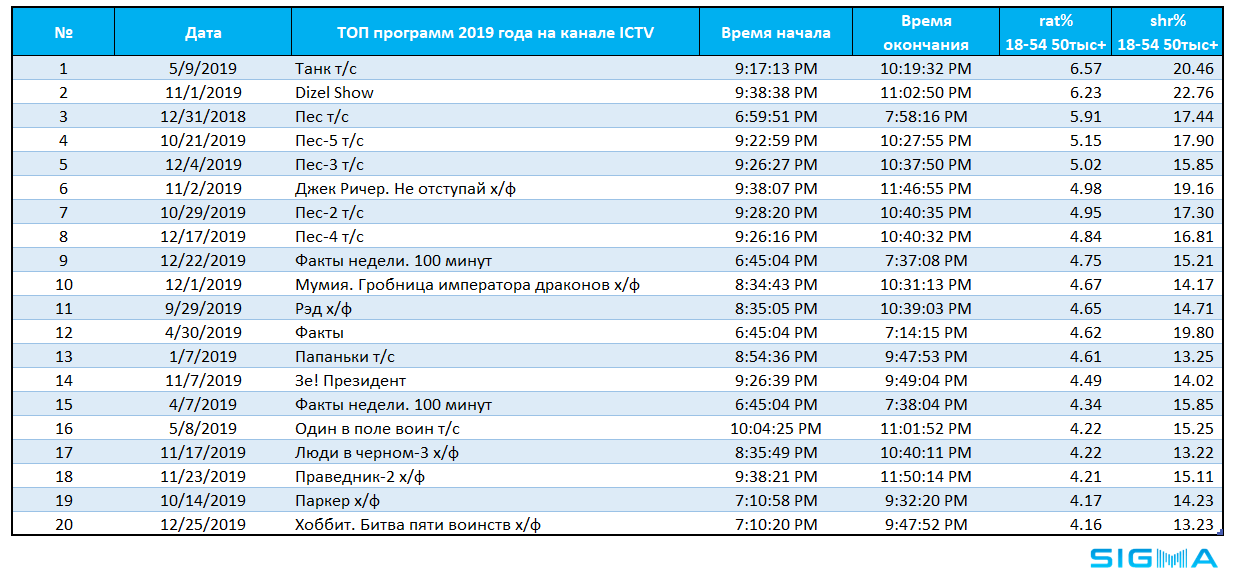 № Дата ТОП программ 2019 года на канале ICTV Время начала Время окончания rat% 18-54 50тыс+ shr% 18-54 50тыс+
1 5/9/2019 Танк т/с 9:17:13 PM 10:19:32 PM 6.57 20.46
2 11/1/2019 Dizel Show 9:38:38 PM 11:02:50 PM 6.23 22.76
3 12/31/2018 Пес т/с 6:59:51 PM 7:58:16 PM 5.91 17.44
4 10/21/2019 Пес-5 т/с 9:22:59 PM 10:27:55 PM 5.15 17.90
5 12/4/2019 Пес-3 т/с 9:26:27 PM 10:37:50 PM 5.02 15.85
6 11/2/2019 Джек Ричер. Не отступай х/ф 9:38:07 PM 11:46:55 PM 4.98 19.16
7 10/29/2019 Пес-2 т/с 9:28:20 PM 10:40:35 PM 4.95 17.30
8 12/17/2019 Пес-4 т/с 9:26:16 PM 10:40:32 PM 4.84 16.81
9 12/22/2019 Факты недели. 100 минут 6:45:04 PM 7:37:08 PM 4.75 15.21
10 12/1/2019 Мумия. Гробница императора драконов х/ф 8:34:43 PM 10:31:13 PM 4.67 14.17
11 9/29/2019 Рэд х/ф 8:35:05 PM 10:39:03 PM 4.65 14.71
12 4/30/2019 Факты 6:45:04 PM 7:14:15 PM 4.62 19.80
13 1/7/2019 Папаньки т/с 8:54:36 PM 9:47:53 PM 4.61 13.25
14 11/7/2019 Зе! Президент 9:26:39 PM 9:49:04 PM 4.49 14.02
15 4/7/2019 Факты недели. 100 минут 6:45:04 PM 7:38:04 PM 4.34 15.85
16 5/8/2019 Один в поле воин т/с 10:04:25 PM 11:01:52 PM 4.22 15.25
17 11/17/2019 Люди в черном-3 х/ф 8:35:49 PM 10:40:11 PM 4.22 13.22
18 11/23/2019 Праведник-2 х/ф 9:38:21 PM 11:50:14 PM 4.21 15.11
19 10/14/2019 Паркер х/ф 7:10:58 PM 9:32:20 PM 4.17 14.23
20 12/25/2019 Хоббит. Битва пяти воинств х/ф 7:10:20 PM 9:47:52 PM 4.16 13.23
SIGMA